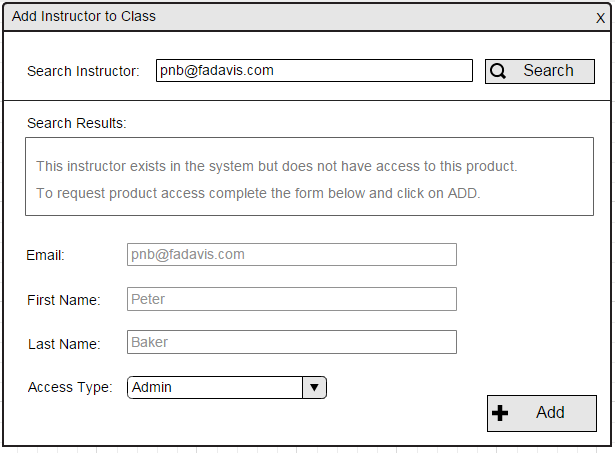 Add Instructor to Class X
Search Instructor: pnb@fadavis.com Search
Search Results:
This instructor exists in the system but does not have access to this product.
To request product access complete the form below and click on ADD.
Email: pnb@fadavis.com
First Name: Peter
Last Name: Baker
Access Type: Admin
Add